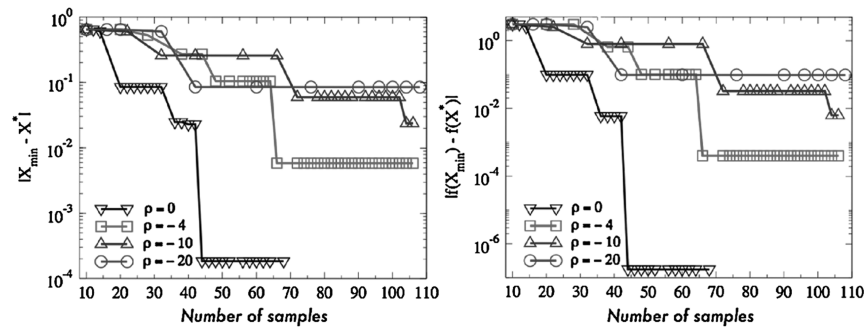 10⁰
10⁻¹
10⁻²
10⁻³
10⁻⁴
|X_min - X*|
ρ = 0
ρ = − 4
ρ = − 10
ρ = − 20
10 20 30 40 50 60 70 80 90 100 110
Number of samples
10⁰
10⁻²
10⁻⁴
10⁻⁶
|f(X_min) - f(X*)|
ρ = 0
ρ = − 4
ρ = − 10
ρ = − 20
10 20 30 40 50 60 70 80 90 100 110
Number of samples